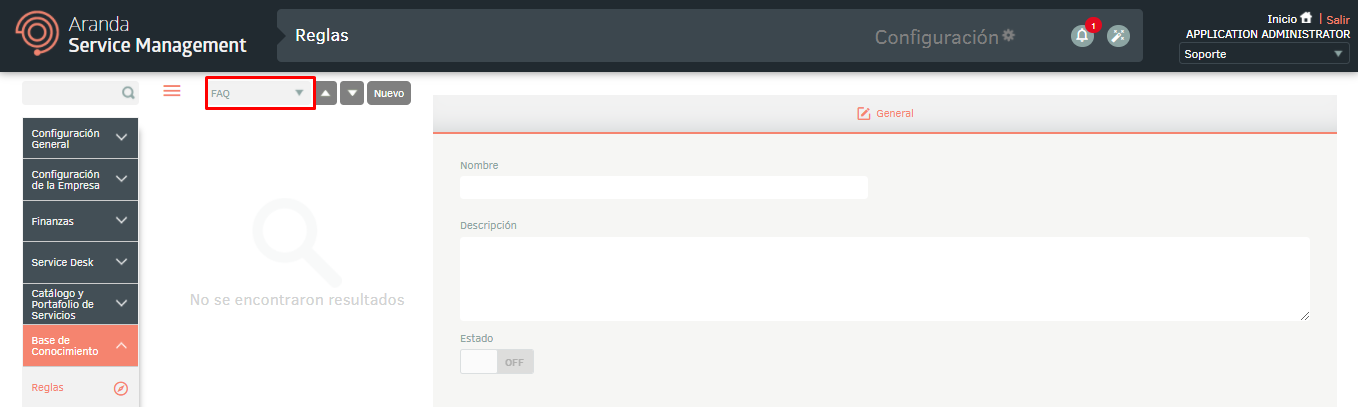 Aranda
Service Management
Reglas
Configuración
1
Inicio | Salir
APPLICATION ADMINISTRATOR
Soporte
FAQ
Nuevo
Configuración
General
Configuración
de la Empresa
Finanzas
Service Desk
Catálogo y
Portafolio de
Servicios
Base de
Conocimiento
Reglas
No se encontraron resultados
General
Nombre
Descripción
Estado
OFF